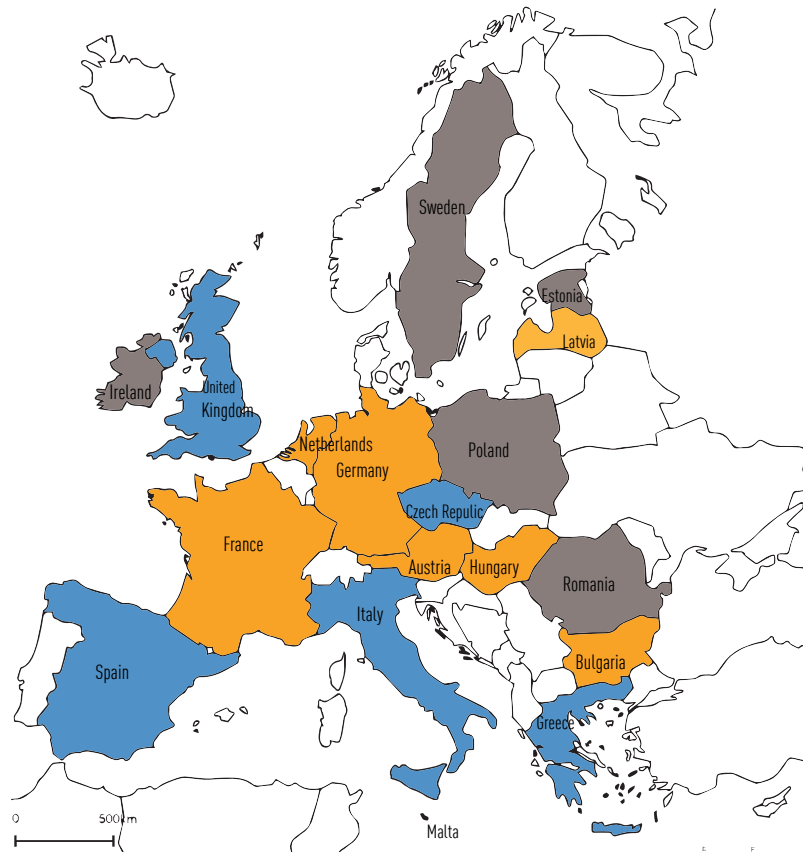 Sweden
Estonia
Latvia
Ireland
United
Kingdom
Netherlands
Germany
Poland
Czech Repulic
France
Austria
Hungary
Romania
Italy
Bulgaria
Spain
Greece
0 500km
Malta
E F